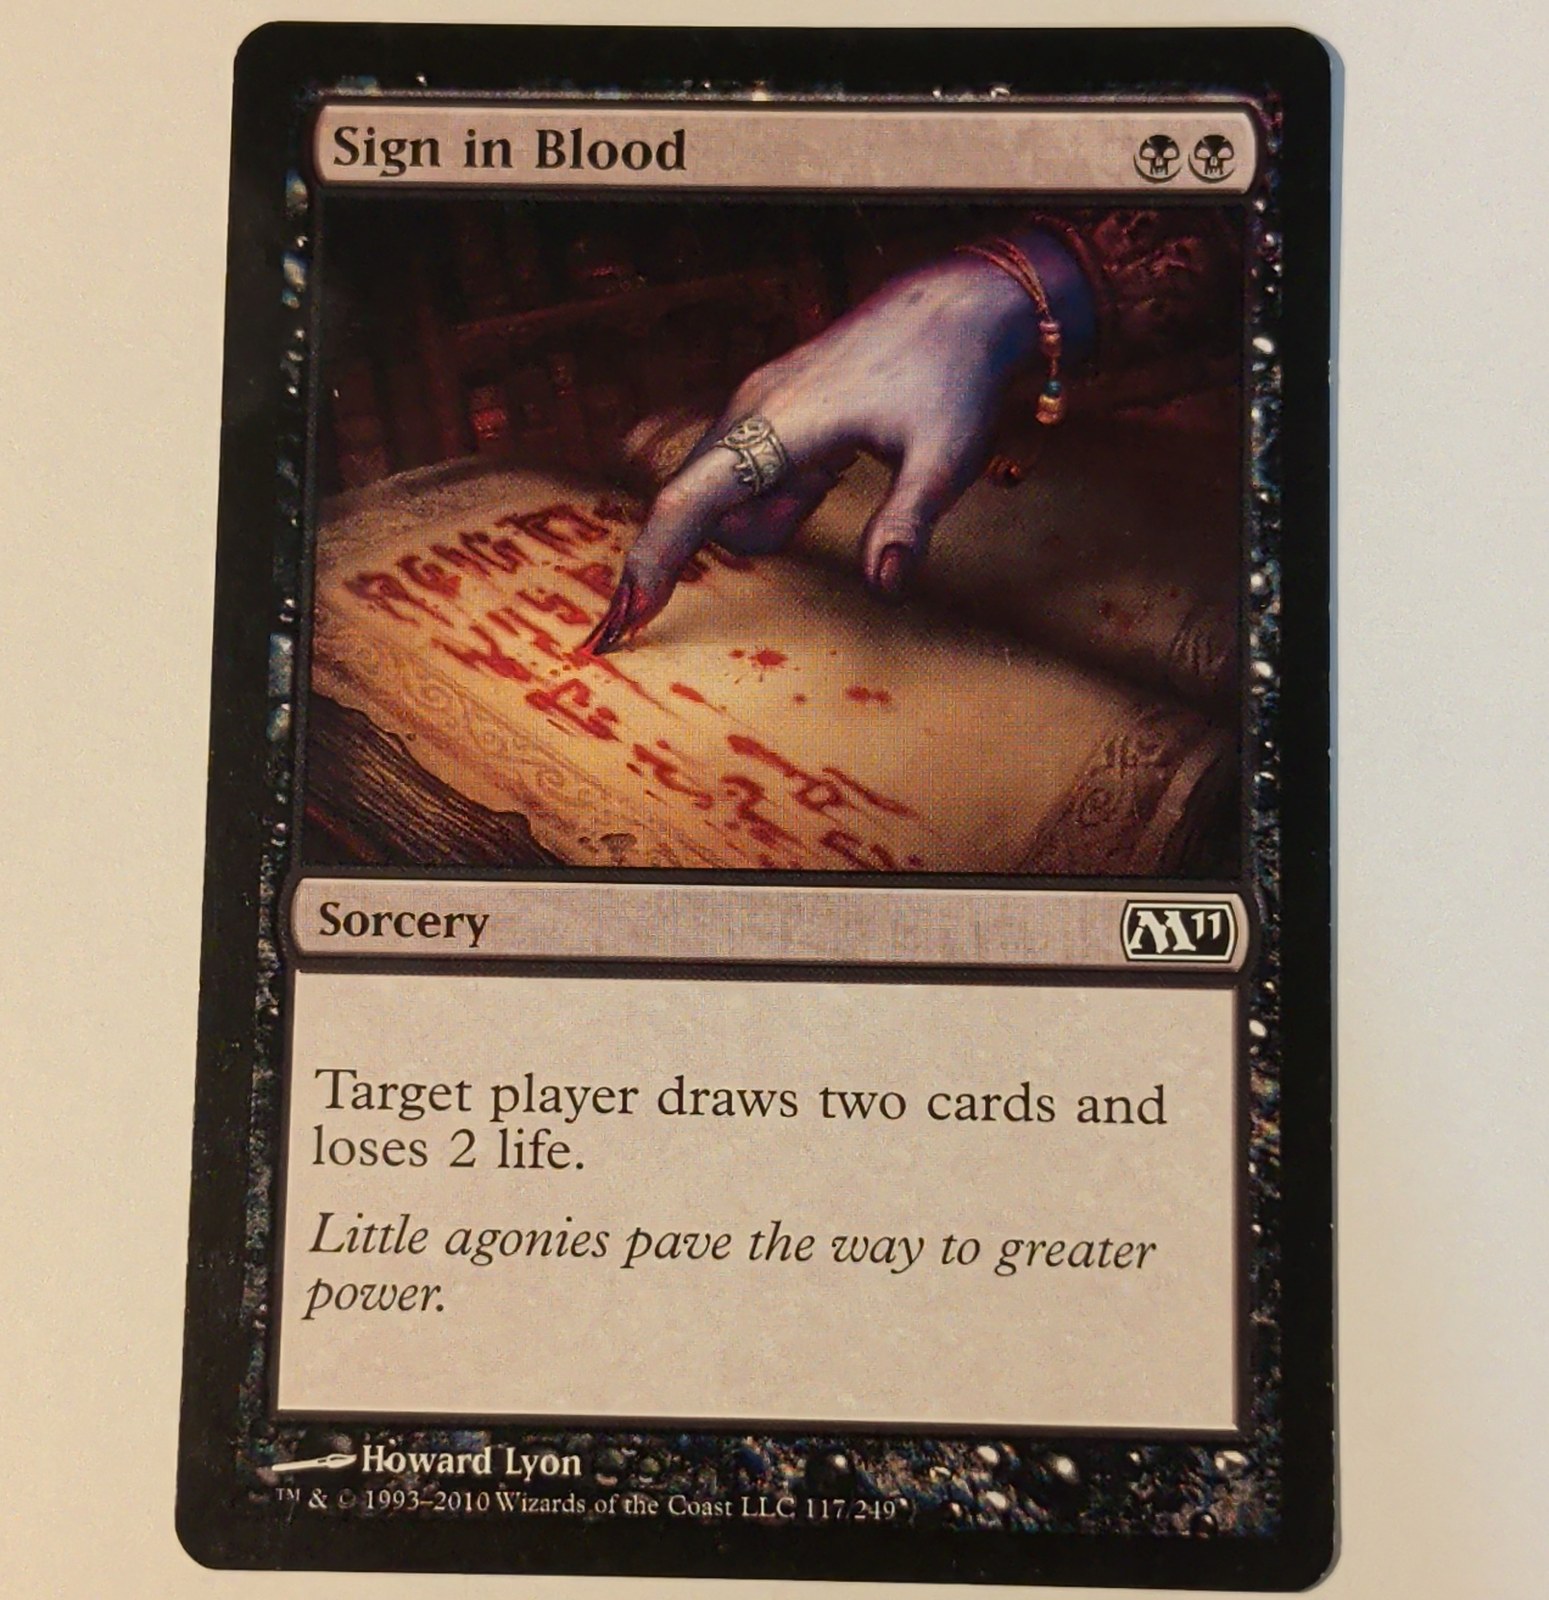 Sign in Blood
Sorcery
M11
Target player draws two cards and
loses 2 life.
Little agonies pave the way to greater
power.
Howard Lyon
™ & © 1993–2010 Wizards of the Coast LLC 117/249